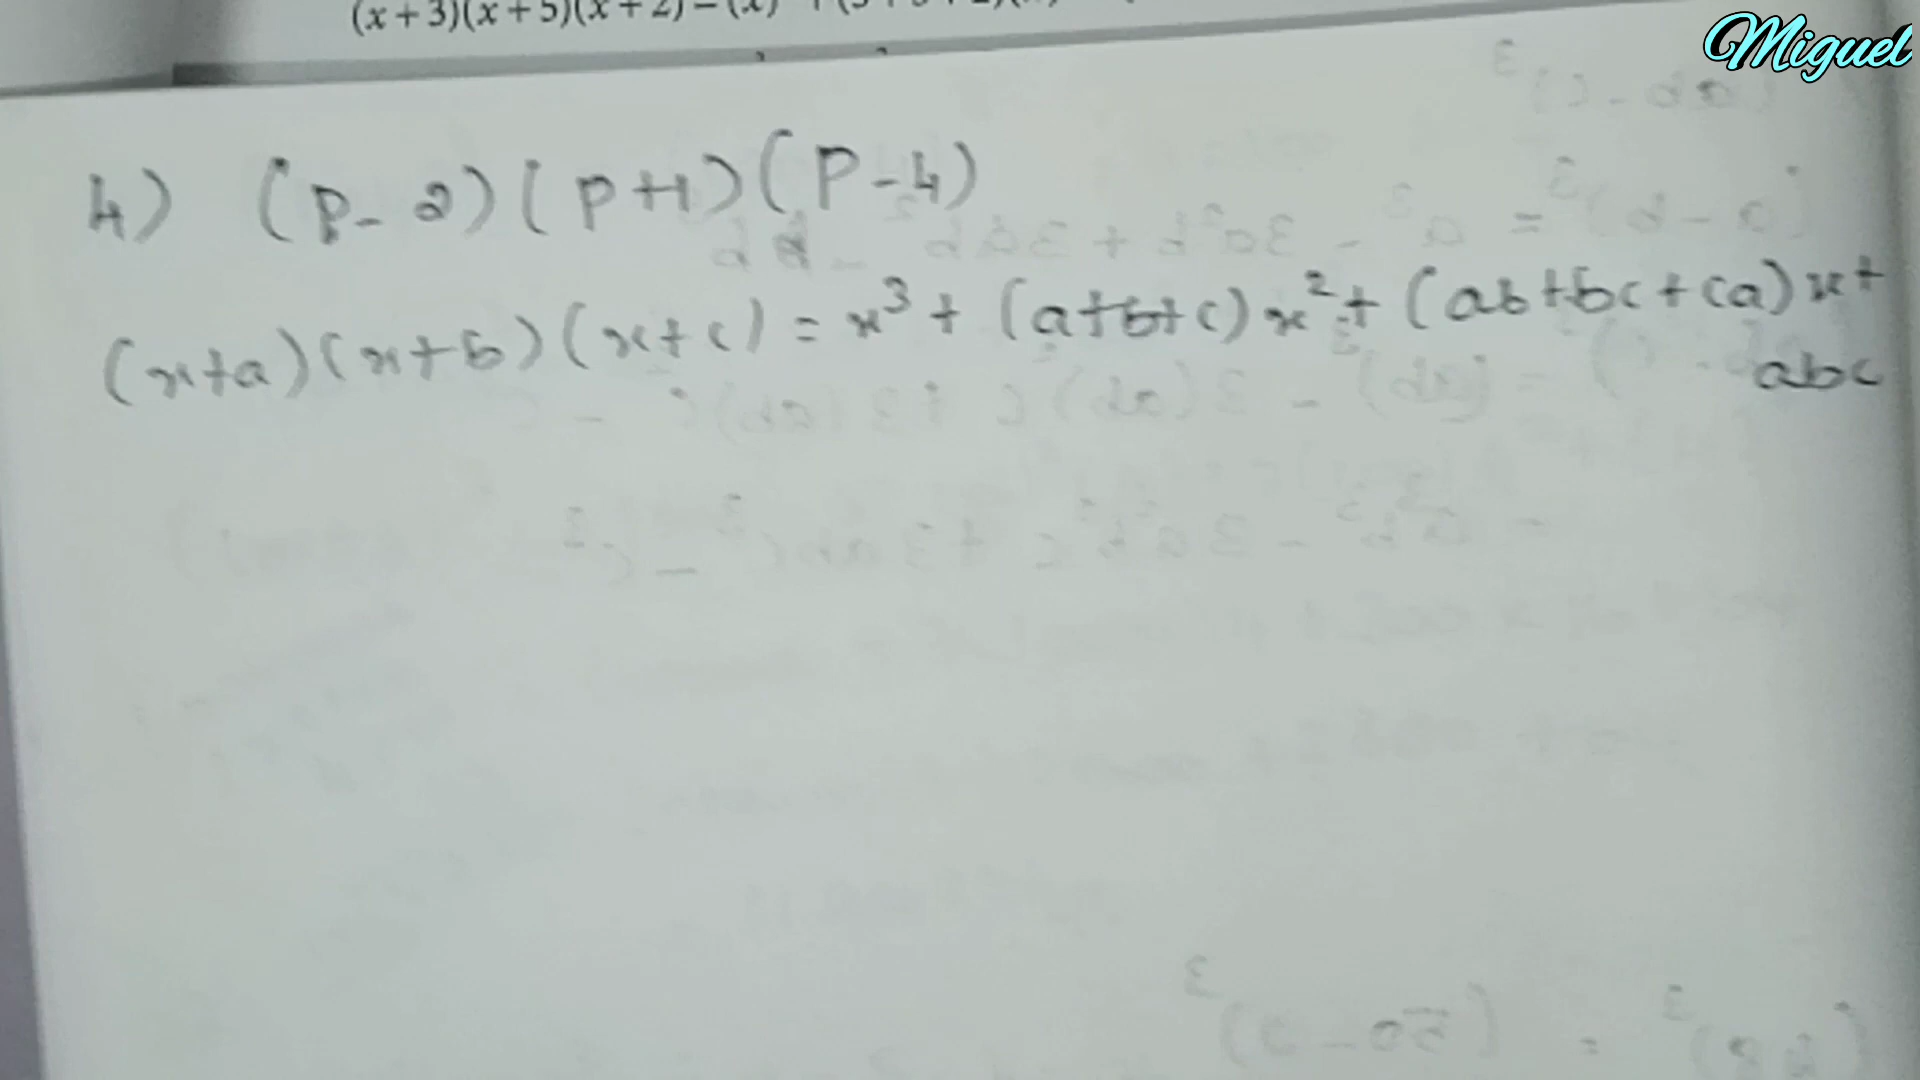 (x + 3)(x + 5)(x + 2) = (x)
Miguel
4) (P - 2) (P+1) (P - 4)
(x+a) (x+b) (x+c) = x³ + (a+b+c) x² + (ab+bc+ca) x +
abc